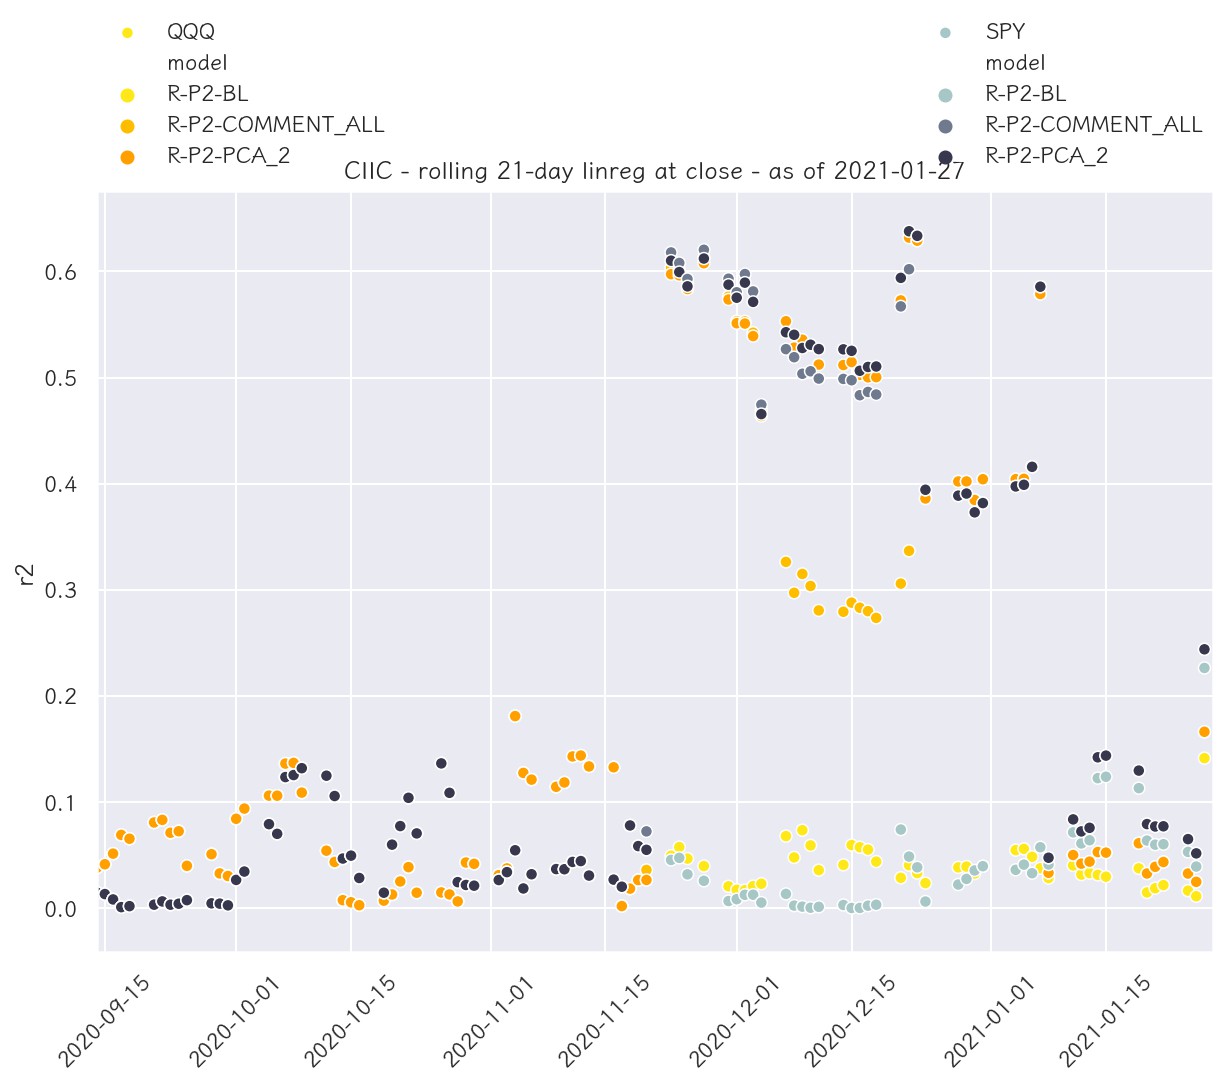 QQQ
model
R-P2-BL
R-P2-COMMENT_ALL
R-P2-PCA_2
SPY
model
R-P2-BL
R-P2-COMMENT_ALL
R-P2-PCA_2
CIIC - rolling 21-day linreg at close - as of 2021-01-27
r2
0.6
0.5
0.4
0.3
0.2
0.1
0.0
2020-09-15
2020-10-01
2020-10-15
2020-11-01
2020-11-15
2020-12-01
2020-12-15
2021-01-01
2021-01-15